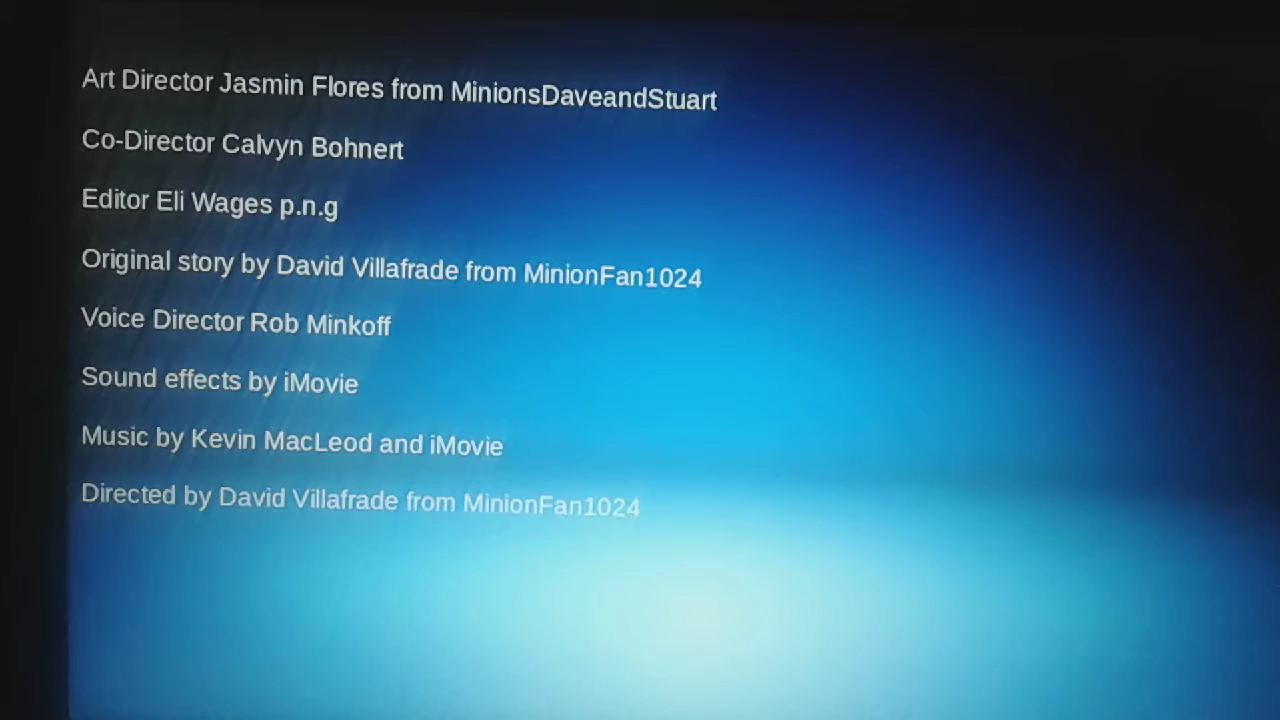 Art Director Jasmin Flores from MinionsDaveandStuart
Co-Director Calvyn Bohnert
Editor Eli Wages p.n.g
Original story by David Villafrade from MinionFan1024
Voice Director Rob Minkoff
Sound effects by iMovie
Music by Kevin MacLeod and iMovie
Directed by David Villafrade from MinionFan1024